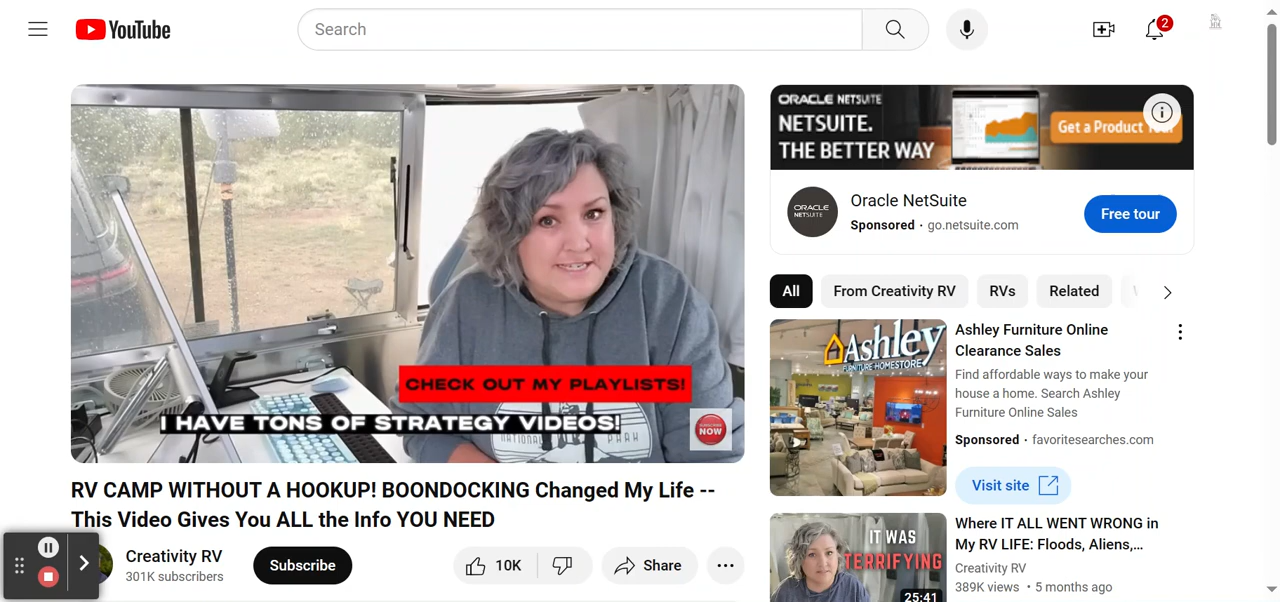 YouTube
Search
2
CHECK OUT MY PLAYLISTS!
I HAVE TONS OF STRATEGY VIDEOS!
NOW
RV CAMP WITHOUT A HOOKUP! BOONDOCKING Changed My Life --
This Video Gives You ALL the Info YOU NEED
Creativity RV
301K subscribers
Subscribe
10K
Share
ORACLE NETSUITE
NETSUITE.
THE BETTER WAY
Get a Product
ORACLE
NETSUITE
Oracle NetSuite
Sponsored · go.netsuite.com
Free tour
All
From Creativity RV
RVs
Related
Ashley
FURNITURE HOMESTORE
Ashley Furniture Online
Clearance Sales
Find affordable ways to make your
house a home. Search Ashley
Furniture Online Sales
Sponsored · favoritesearches.com
Visit site
IT WAS
TERRIFYING
25:41
Where IT ALL WENT WRONG in
My RV LIFE: Floods, Aliens,...
Creativity RV
389K views • 5 months ago